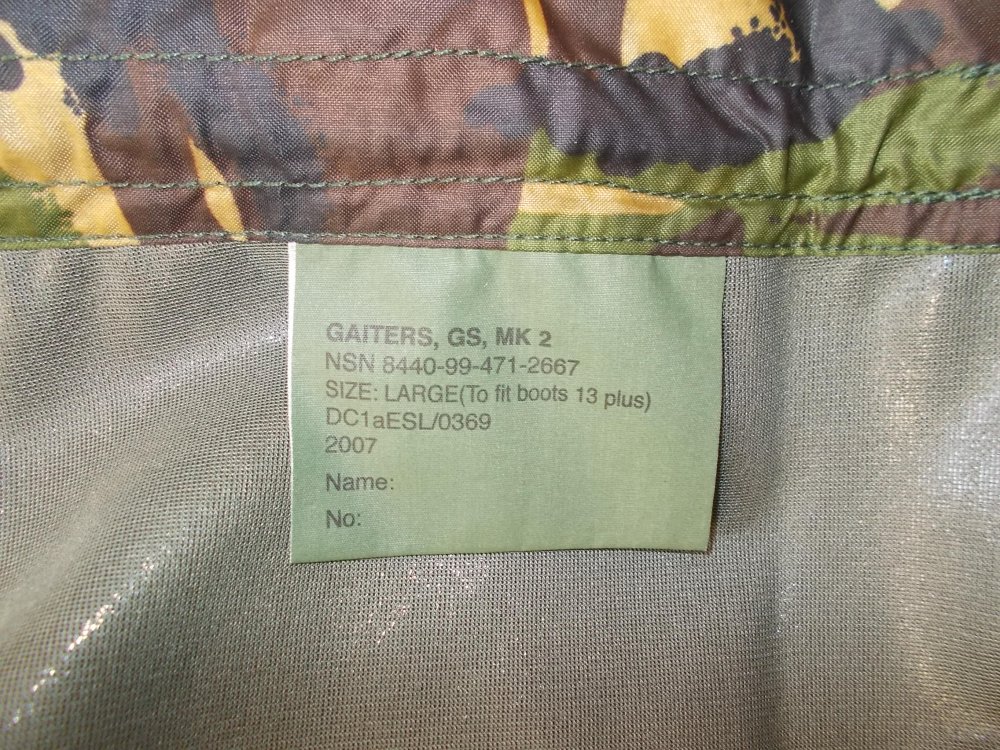 GAITERS, GS, MK 2
NSN 8440-99-471-2667
SIZE: LARGE(To fit boots 13 plus)
DC1aESL/0369
2007
Name:
No: